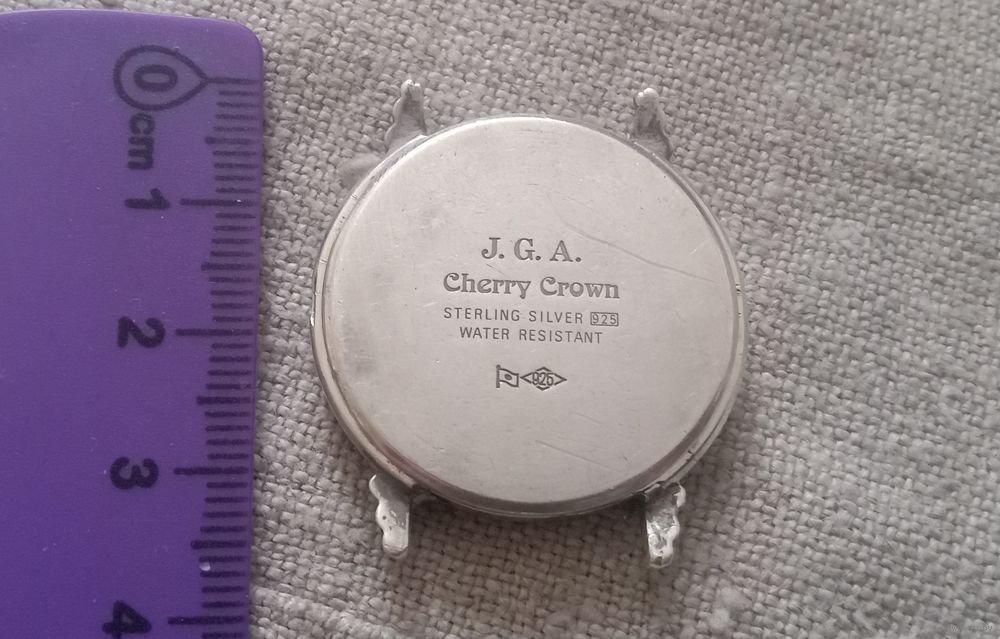 0
cm
1
2
3
4
J. G. A.
Cherry Crown
STERLING SILVER 925
WATER RESISTANT
925